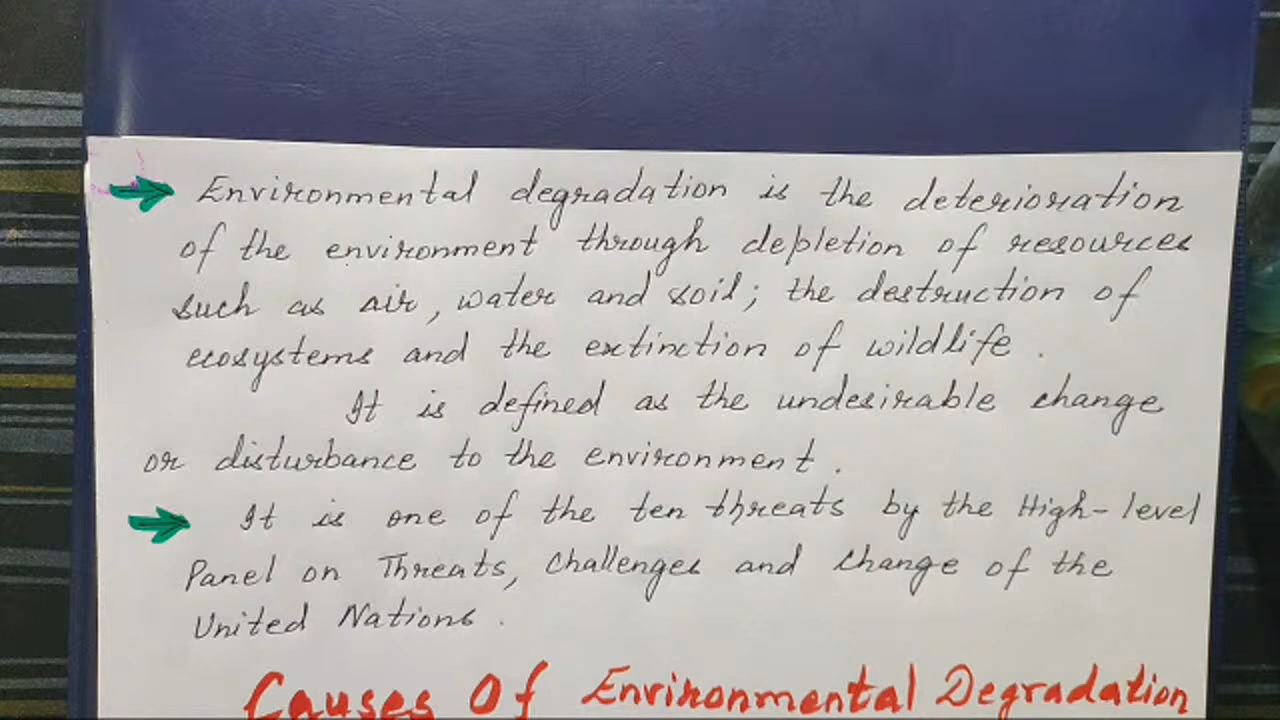 Environmental degradation is the deterioration
of the environment through depletion of resources
such as air, water and soil; the destruction of
ecosystems and the extinction of wildlife.
It is defined as the undesirable change
or disturbance to the environment.
It is one of the ten threats by the High-level
Panel on Threats, Challenges and change of the
United Nations.
Causes Of Environmental Degradation